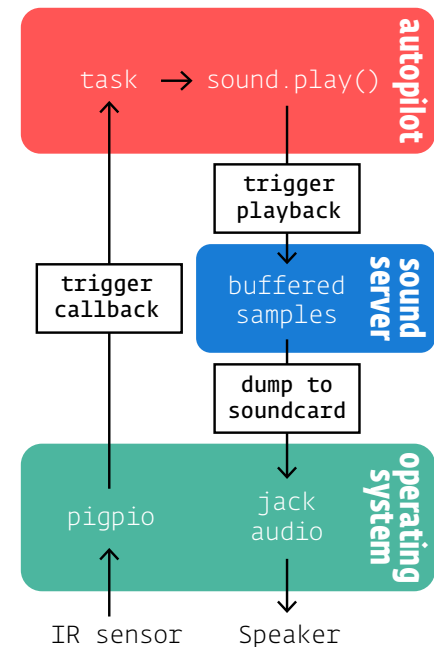 autopilot
task
sound.play()
trigger
playback
sound
server
trigger
callback
buffered
samples
dump to
soundcard
operating
system
pigpio
jack
audio
IR sensor
Speaker